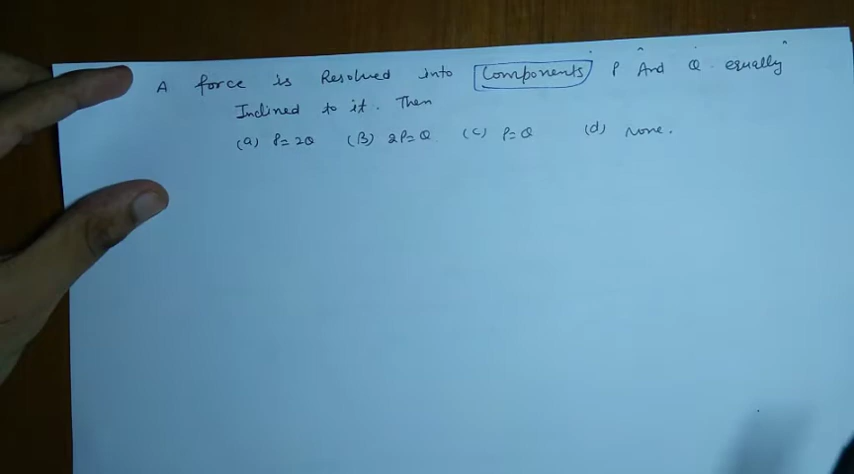 A force is Resolved into Components P And Q equally
Inclined to it. Then
(a) P=2Q (B) 2P=Q (c) P=Q (d) none.